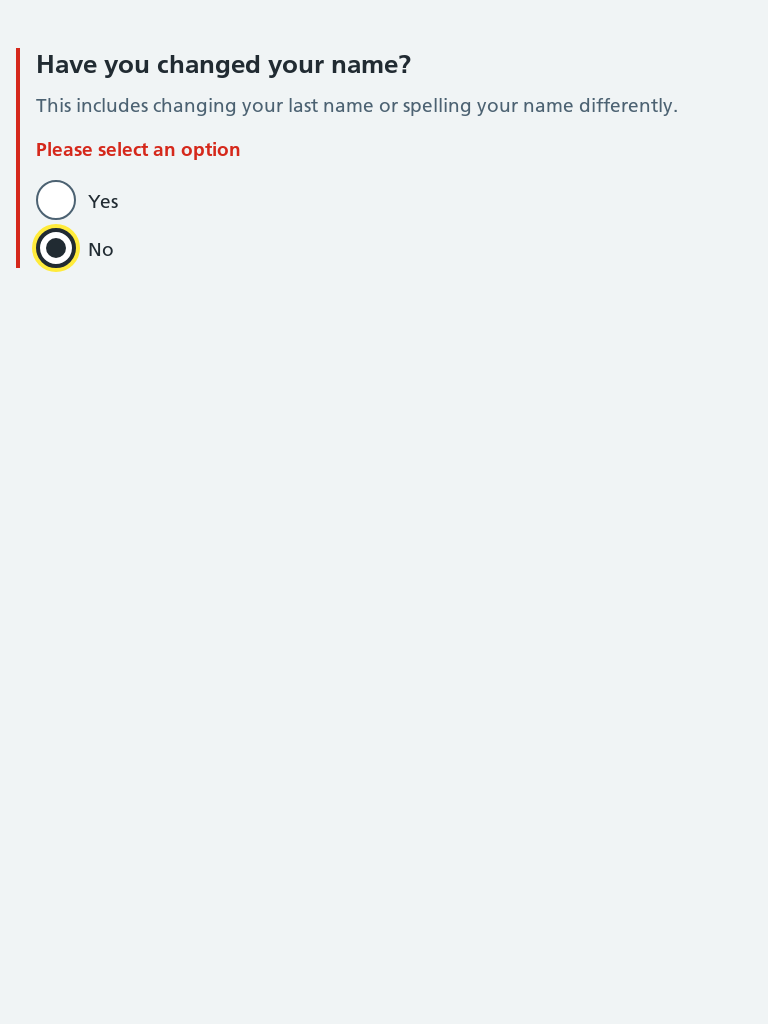 Have you changed your name?
This includes changing your last name or spelling your name differently.
Please select an option
Yes
No